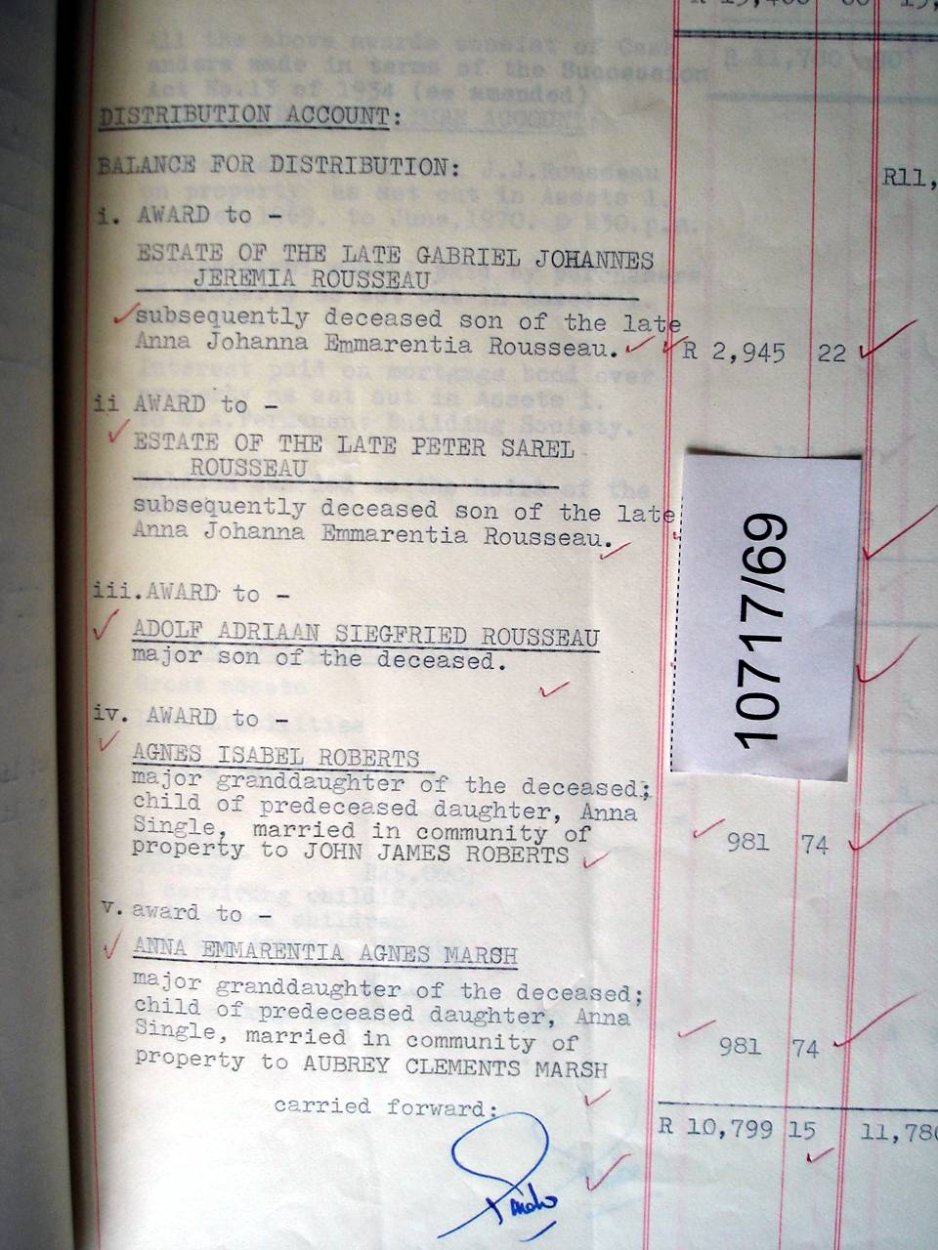 DISTRIBUTION ACCOUNT:
BALANCE FOR DISTRIBUTION:
R11,
i. AWARD to -
ESTATE OF THE LATE GABRIEL JOHANNES
JEREMIA ROUSSEAU
subsequently deceased son of the late
Anna Johanna Emmarentia Rousseau. R 2,945 22
ii AWARD to -
ESTATE OF THE LATE PETER SAREL
ROUSSEAU
subsequently deceased son of the late
Anna Johanna Emmarentia Rousseau.
10717/69
iii. AWARD to -
ADOLF ADRIAAN SIEGFRIED ROUSSEAU
major son of the deceased.
iv. AWARD to -
AGNES ISABEL ROBERTS
major granddaughter of the deceased;
child of predeceased daughter, Anna
Single, married in community of
property to JOHN JAMES ROBERTS 981 74
v. award to -
ANNA EMMARENTIA AGNES MARSH
major granddaughter of the deceased;
child of predeceased daughter, Anna
Single, married in community of
property to AUBREY CLEMENTS MARSH 981 74
carried forward:
R 10,799 15 11,780